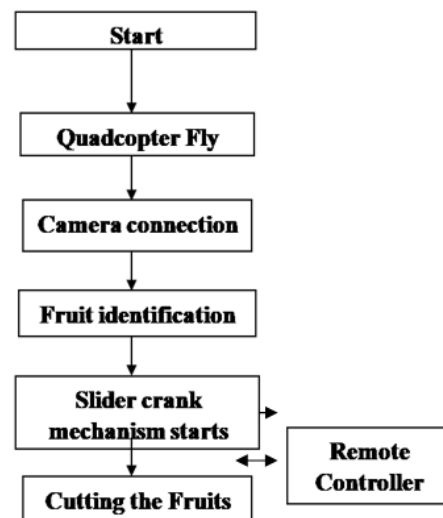 Start
Quadcopter Fly
Camera connection
Fruit identification
Slider crank
mechanism starts
Remote
Controller
Cutting the Fruits